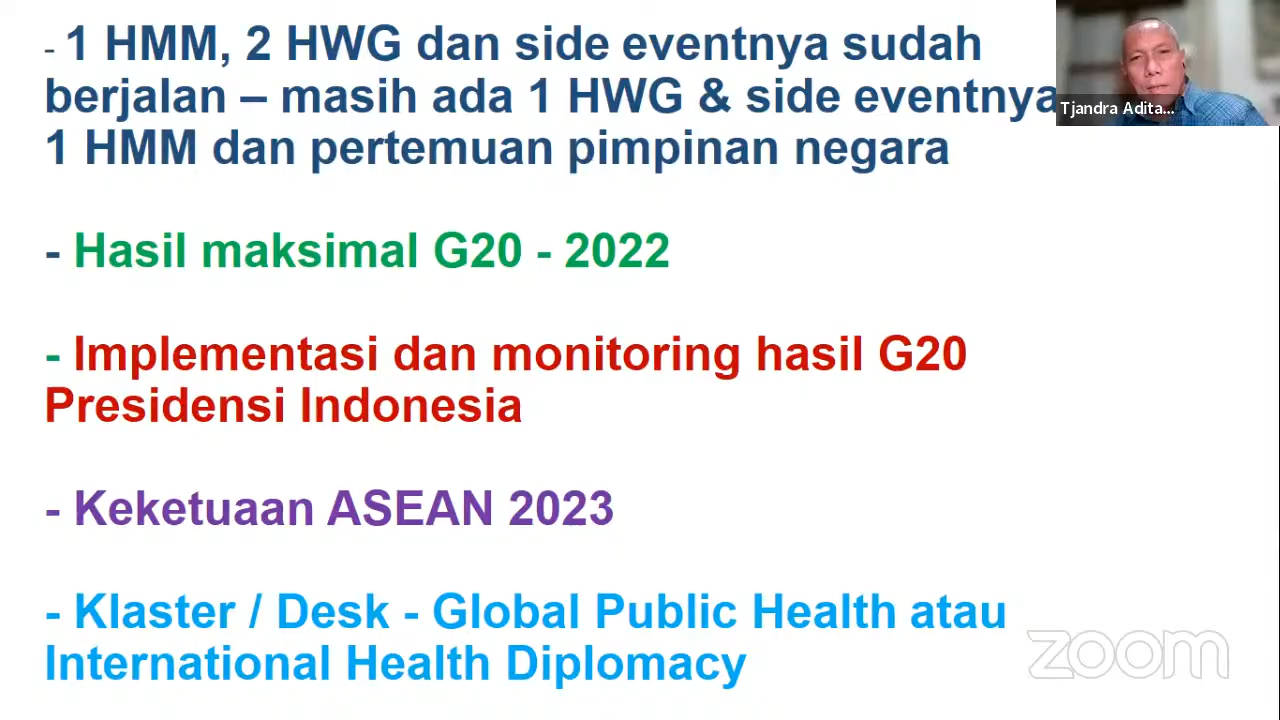 - 1 HMM, 2 HWG dan side eventnya sudah
berjalan – masih ada 1 HWG & side eventnya
1 HMM dan pertemuan pimpinan negara
Tjandra Adita...
- Hasil maksimal G20 - 2022
- Implementasi dan monitoring hasil G20
Presidensi Indonesia
- Keketuaan ASEAN 2023
- Klaster / Desk - Global Public Health atau
International Health Diplomacy
zoom